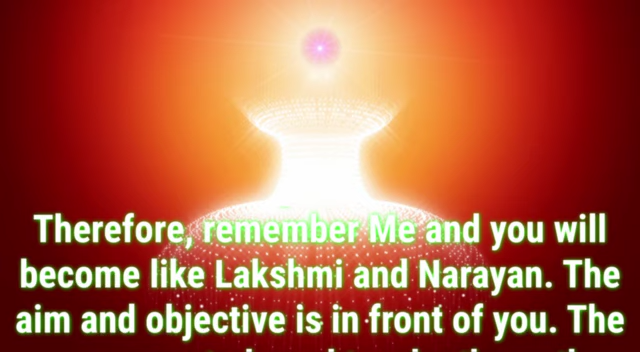 Therefore, remember Me and you will
become like Lakshmi and Narayan. The
aim and objective is in front of you. The